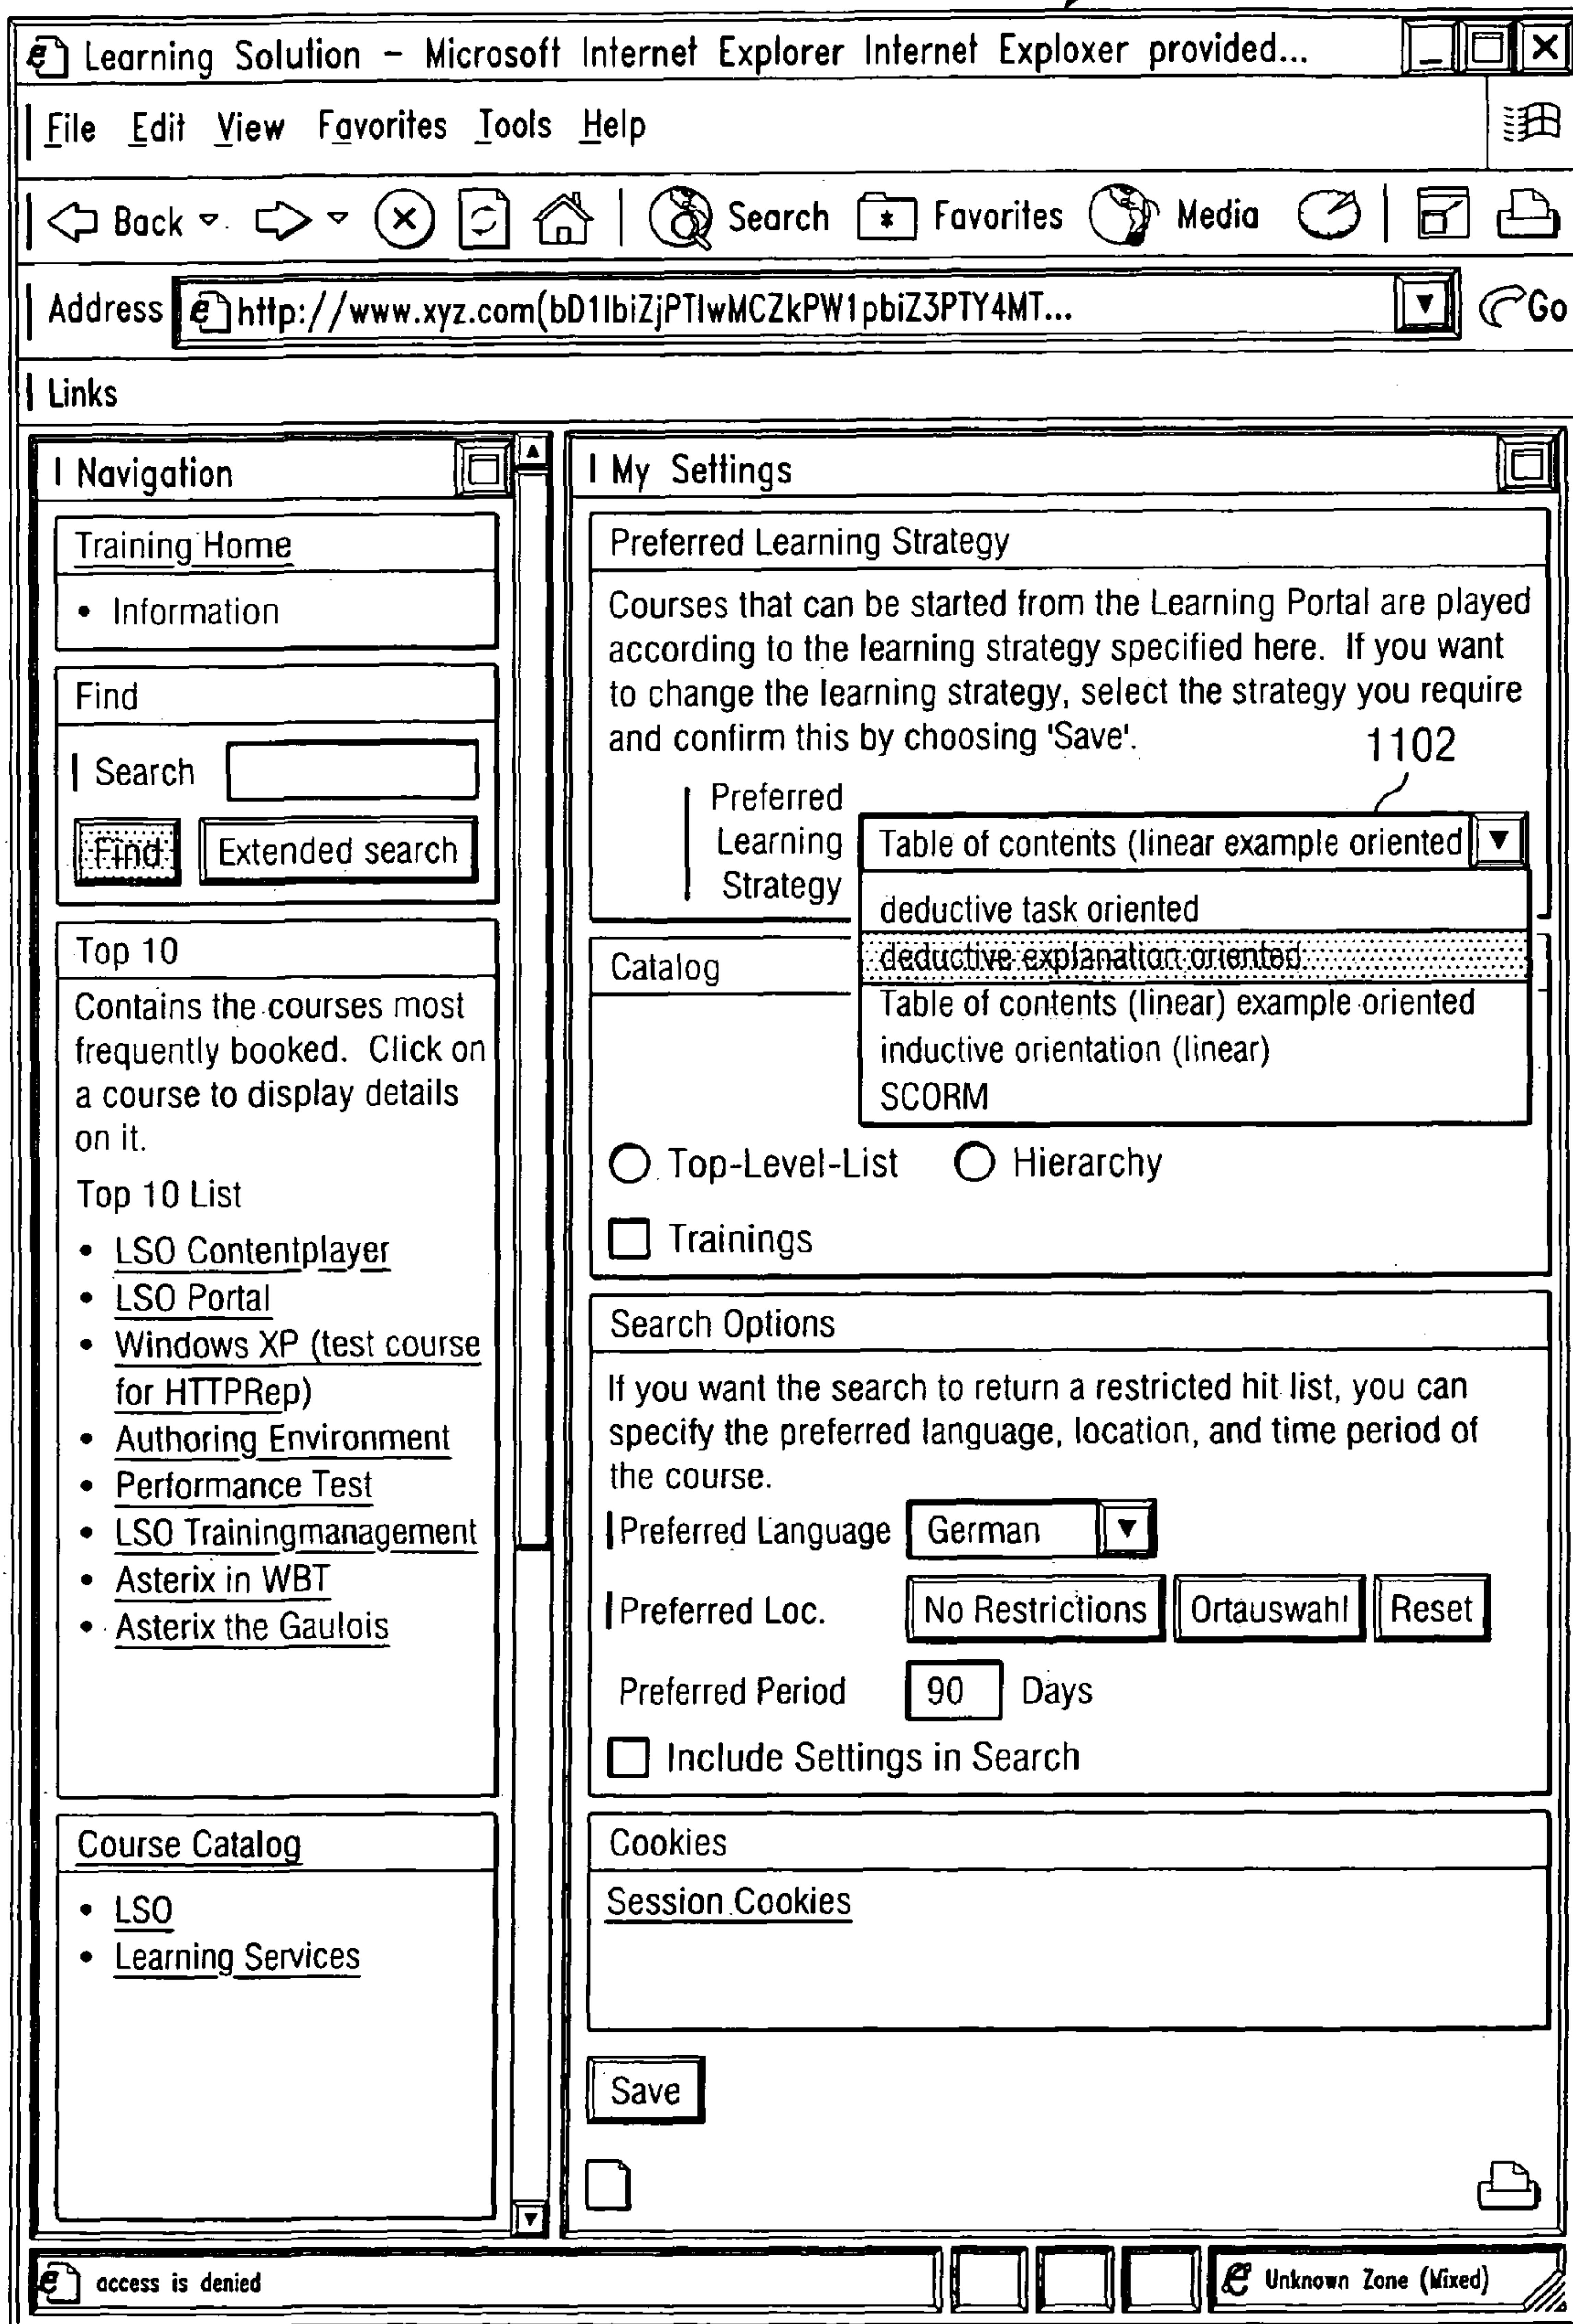 Learning Solution - Microsoft Internet Explorer Internet Exploxer provided...
File Edit View Favorites Tools Help
Back Search Favorites Media
Address http://www.xyz.com(bD1lbiZjPTIwMCZkPW1pbiZ3PTY4MT... Go
Links
Navigation
Training Home
• Information
Find
Search
Find Extended search
Top 10
Contains the courses most
frequently booked. Click on
a course to display details
on it.
Top 10 List
• LSO Contentplayer
• LSO Portal
• Windows XP (test course
for HTTPRep)
• Authoring Environment
• Performance Test
• LSO Trainingmanagement
• Asterix in WBT
• Asterix the Gaulois
Course Catalog
• LSO
• Learning Services
My Settings
Preferred Learning Strategy
Courses that can be started from the Learning Portal are played
according to the learning strategy specified here. If you want
to change the learning strategy, select the strategy you require
and confirm this by choosing 'Save'.
1102
Preferred
Learning
Strategy
Table of contents (linear example oriented
deductive task oriented
deductive explanation oriented
Table of contents (linear) example oriented
inductive orientation (linear)
SCORM
Catalog
Top-Level-List Hierarchy
Trainings
Search Options
If you want the search to return a restricted hit list, you can
specify the preferred language, location, and time period of
the course.
Preferred Language German
Preferred Loc. No Restrictions Ortauswahl Reset
Preferred Period 90 Days
Include Settings in Search
Cookies
Session Cookies
Save
access is denied
Unknown Zone (Mixed)